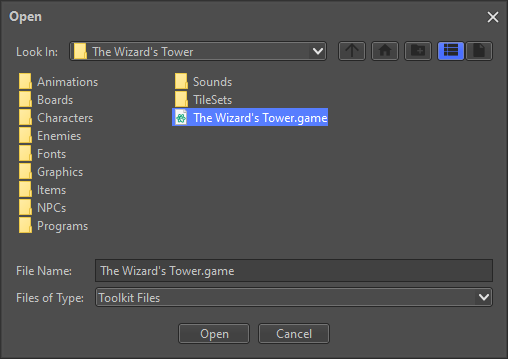 Open
Look In: The Wizard's Tower
Animations
Boards
Characters
Enemies
Fonts
Graphics
Items
NPCs
Programs
Sounds
TileSets
The Wizard's Tower.game
File Name: The Wizard's Tower.game
Files of Type: Toolkit Files
Open Cancel